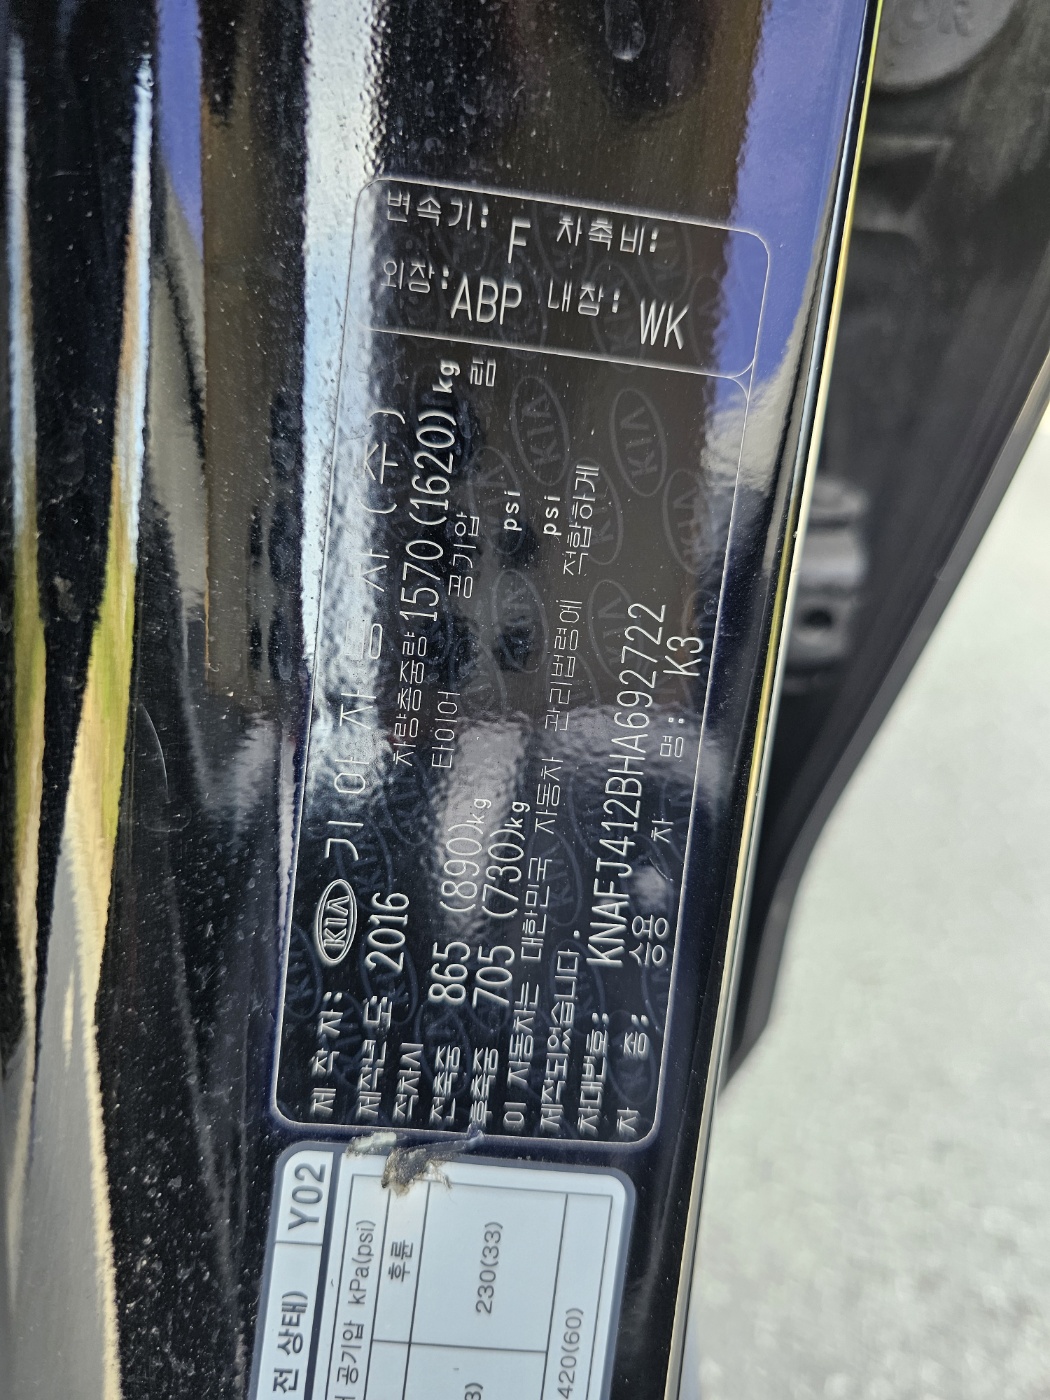 제 작 자: KIA 기 아 자 동 차 ( 주 )
제작년도 2016
적차시 차량총중량 1570 (1620) kg
전축중 865 (890)kg 타이어 공기압 림
후축중 705 (730)kg psi
이 자동차는 대한민국 자동차 관리법령에 적합하게 psi
제작되었습니다.
차대번호: KNAFJ412BHA692722
차 종: 승용 차 명: K3
변속기: F 차축비:
외장: ABP 내장: WK
전 상태) Y02
공기압 kPa(psi)
후륜
230(33)
420(60)